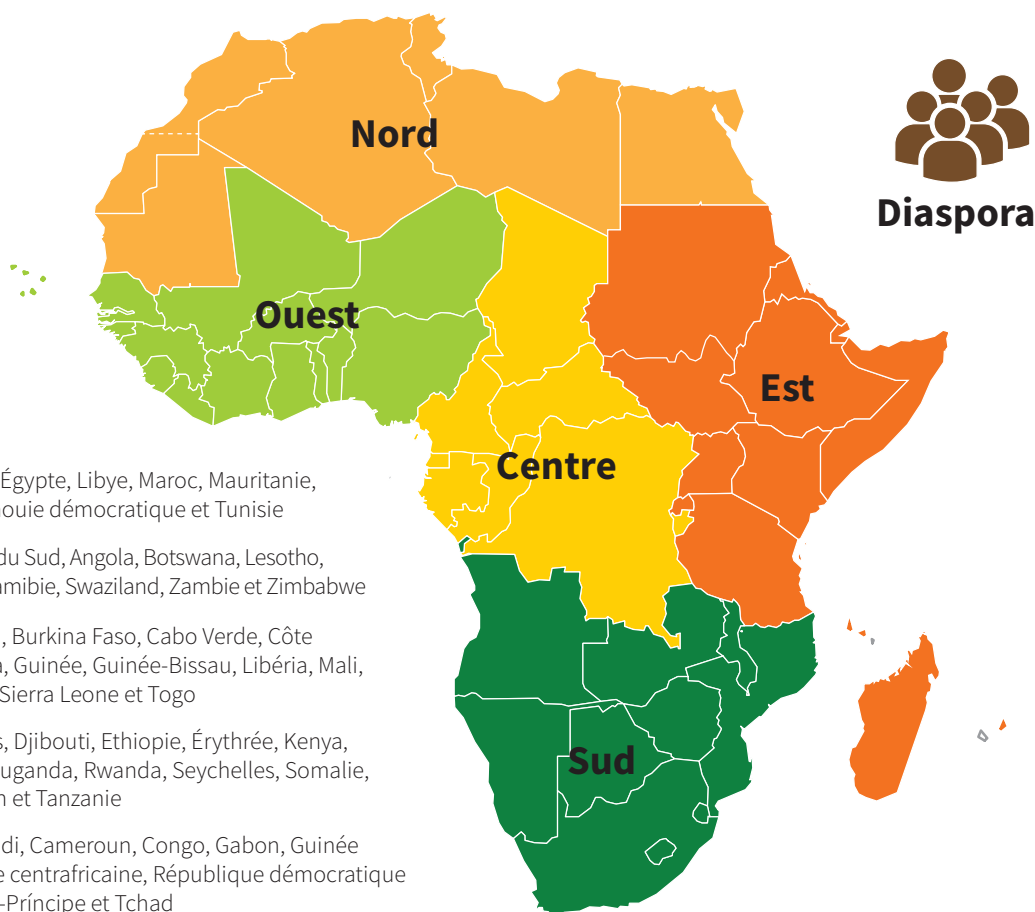 Nord
Diaspora
Ouest
Est
Centre
Sud
Égypte, Libye, Maroc, Mauritanie,
ouie démocratique et Tunisie
du Sud, Angola, Botswana, Lesotho,
mibie, Swaziland, Zambie et Zimbabwe
, Burkina Faso, Cabo Verde, Côte
, Guinée, Guinée-Bissau, Libéria, Mali,
Sierra Leone et Togo
s, Djibouti, Ethiopie, Érythrée, Kenya,
uganda, Rwanda, Seychelles, Somalie,
n et Tanzanie
di, Cameroun, Congo, Gabon, Guinée
e centrafricaine, République démocratique
-Príncipe et Tchad